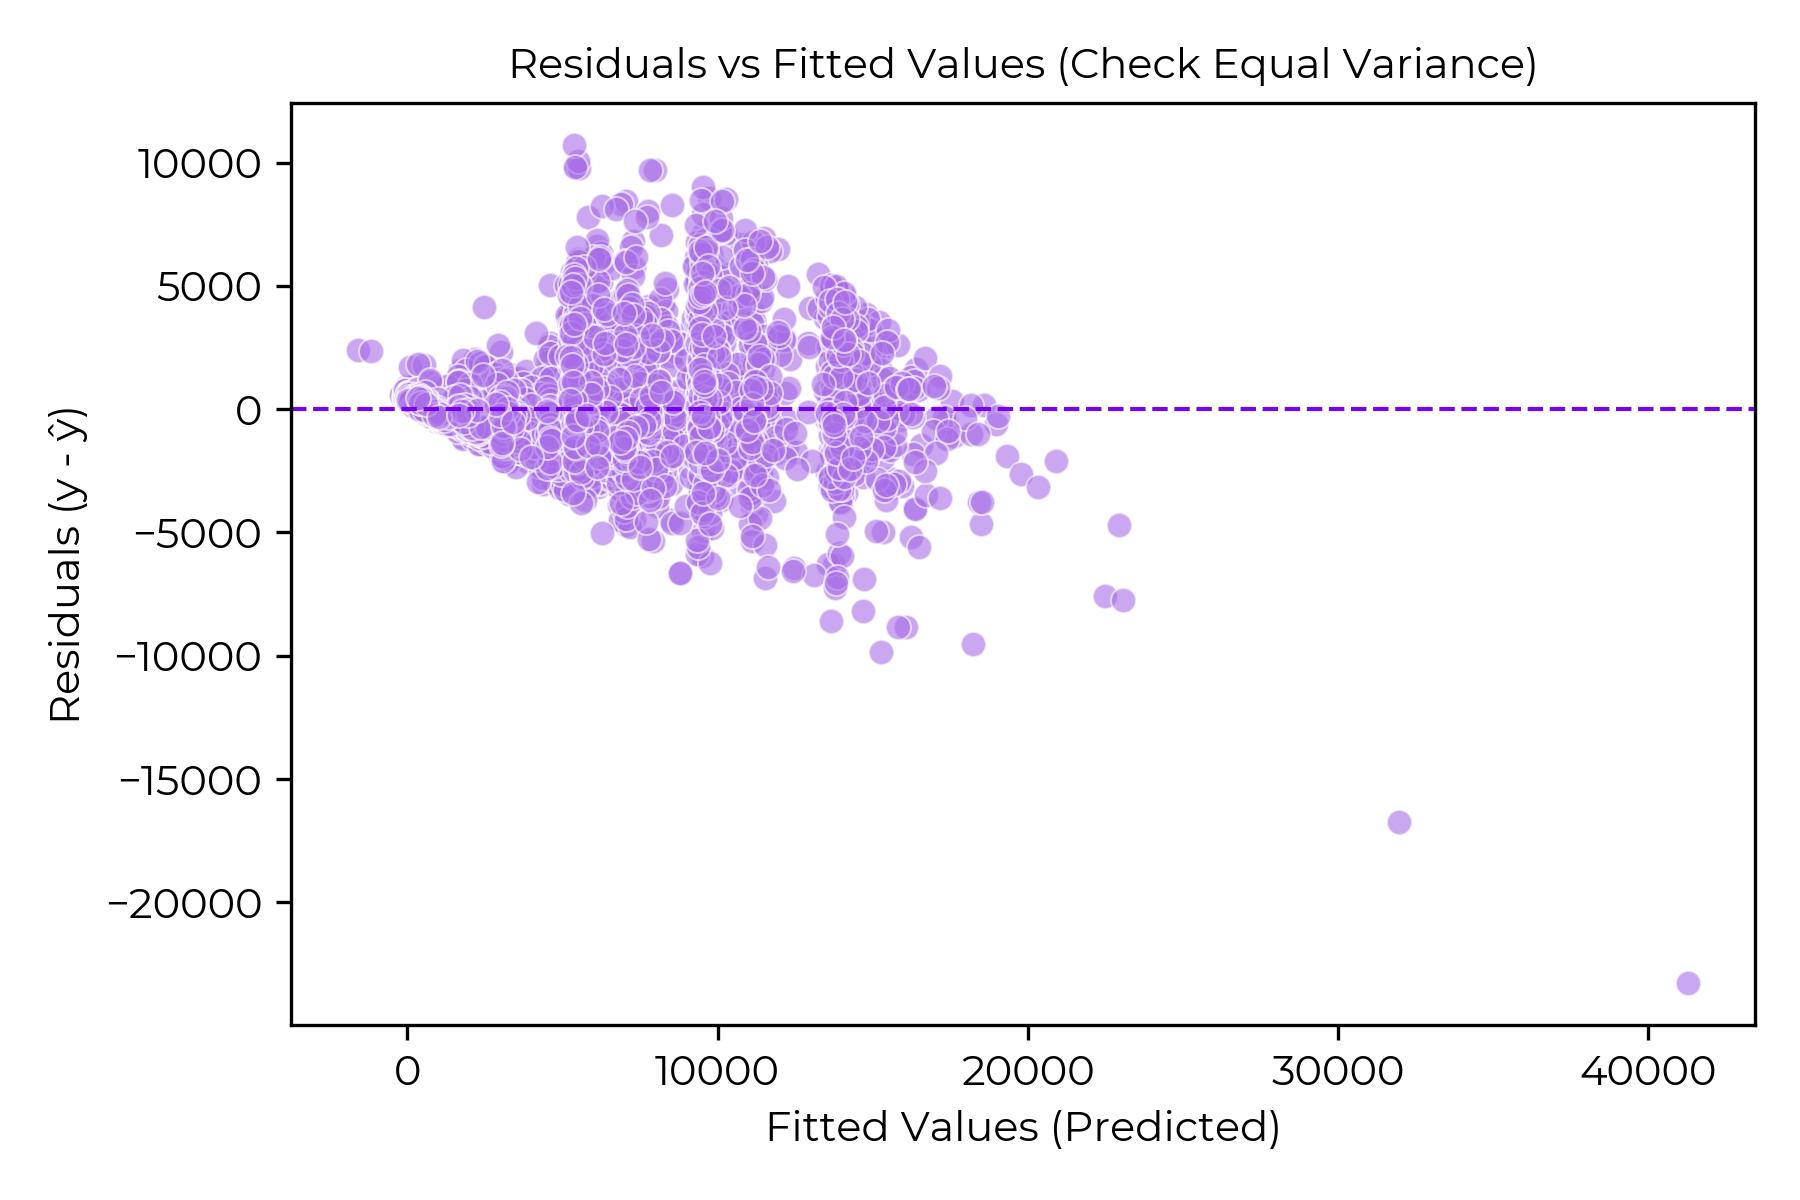 Residuals vs Fitted Values (Check Equal Variance)
10000
5000
0
−5000
−10000
−15000
−20000
Residuals (y - ŷ)
0 10000 20000 30000 40000
Fitted Values (Predicted)